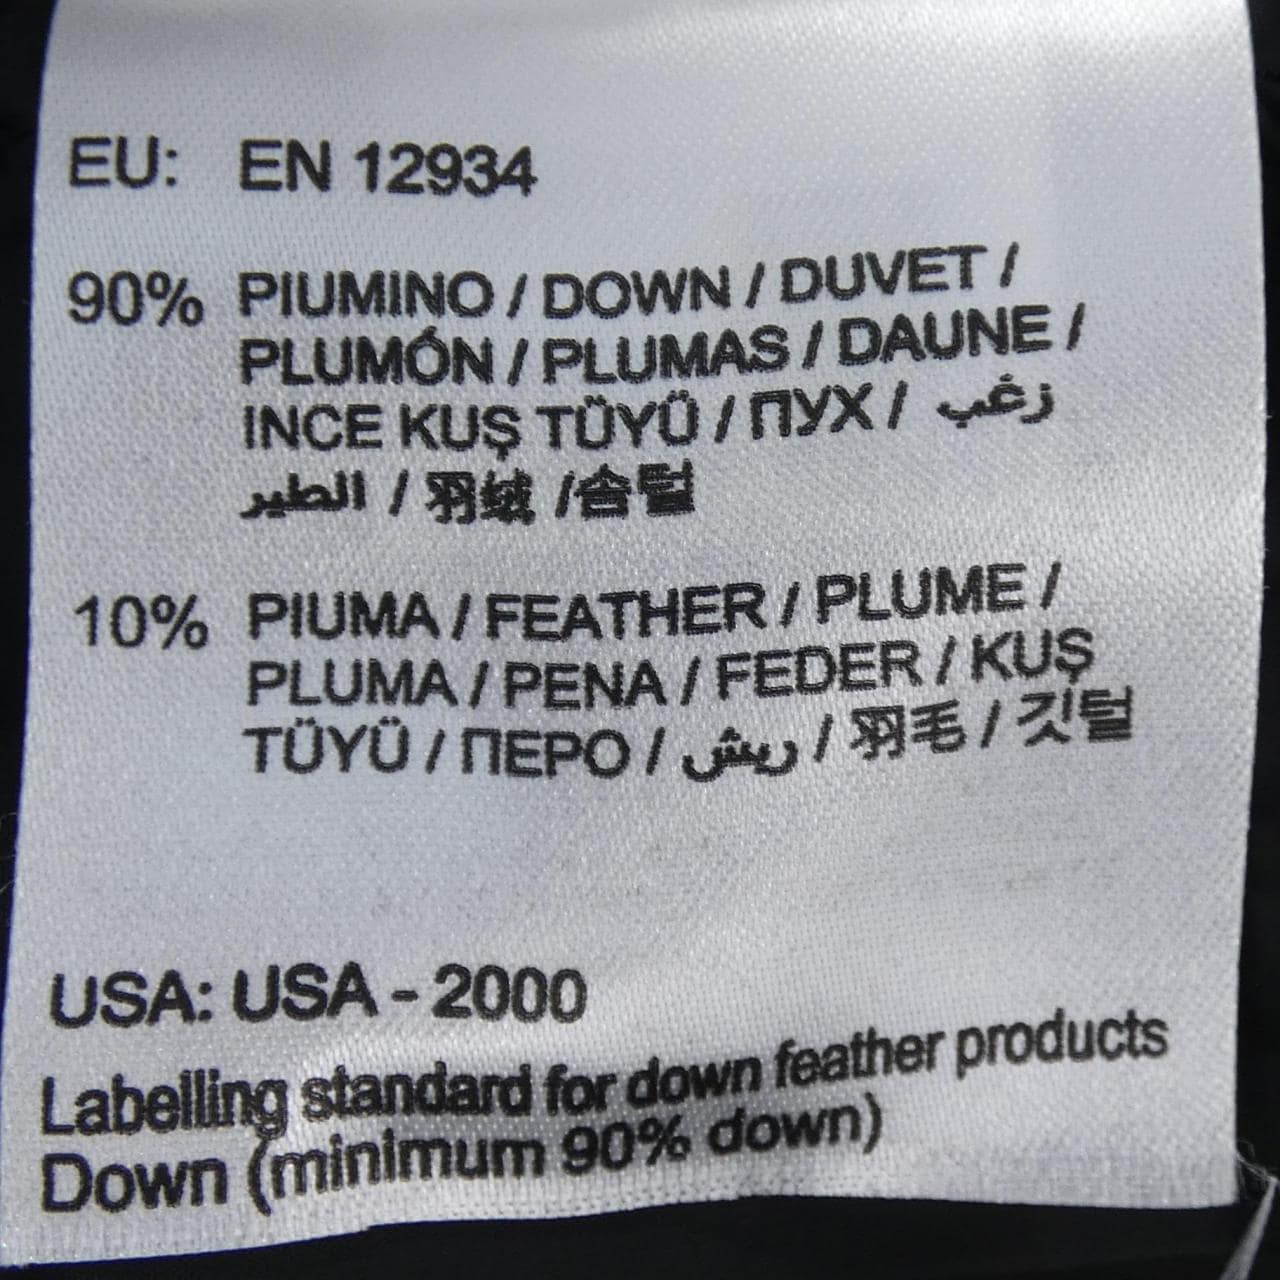 EU: EN 12934
90% PIUMINO / DOWN / DUVET /
PLUMÓN / PLUMAS / DAUNE /
INCE KUŞ TÜYÜ / ПУХ / زغب
الطير / 羽绒 /솜털
10% PIUMA / FEATHER / PLUME /
PLUMA / PENA / FEDER / KUŞ
TÜYÜ / ПЕРО / ريش / 羽毛 / 깃털
USA: USA - 2000
Labelling standard for down feather products
Down (minimum 90% down)